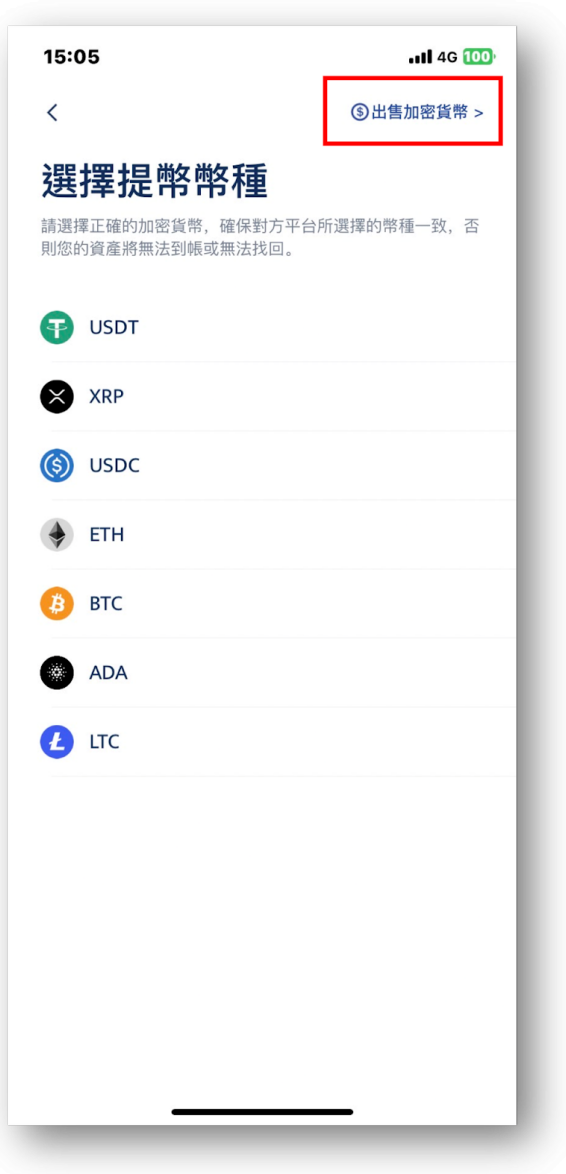 15:05
4G 100
出售加密貨幣 >
選擇提幣幣種
請選擇正確的加密貨幣，確保對方平台所選擇的幣種一致，否
則您的資產將無法到帳或無法找回。
USDT
XRP
USDC
ETH
BTC
ADA
LTC